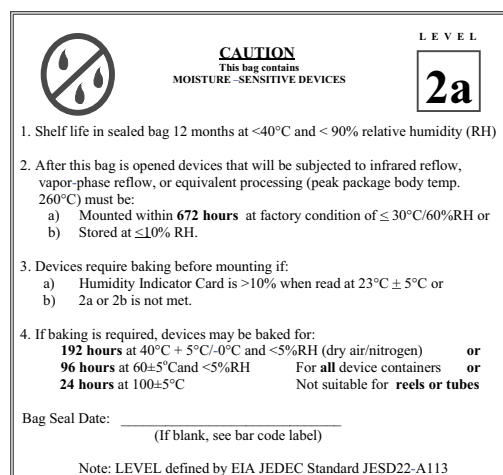 LEVEL
CAUTION
This bag contains
MOISTURE –SENSITIVE DEVICES
2a
1. Shelf life in sealed bag 12 months at <40°C and < 90% relative humidity (RH)
2. After this bag is opened devices that will be subjected to infrared reflow,
vapor-phase reflow, or equivalent processing (peak package body temp.
260°C) must be:
a) Mounted within 672 hours at factory condition of ≤ 30°C/60%RH or
b) Stored at ≤10% RH.
3. Devices require baking before mounting if:
a) Humidity Indicator Card is >10% when read at 23°C ± 5°C or
b) 2a or 2b is not met.
4. If baking is required, devices may be baked for:
192 hours at 40°C + 5°C/-0°C and <5%RH (dry air/nitrogen) or
96 hours at 60±5°Cand <5%RH For all device containers or
24 hours at 100±5°C Not suitable for reels or tubes
Bag Seal Date: ______________________________
(If blank, see bar code label)
Note: LEVEL defined by EIA JEDEC Standard JESD22-A113